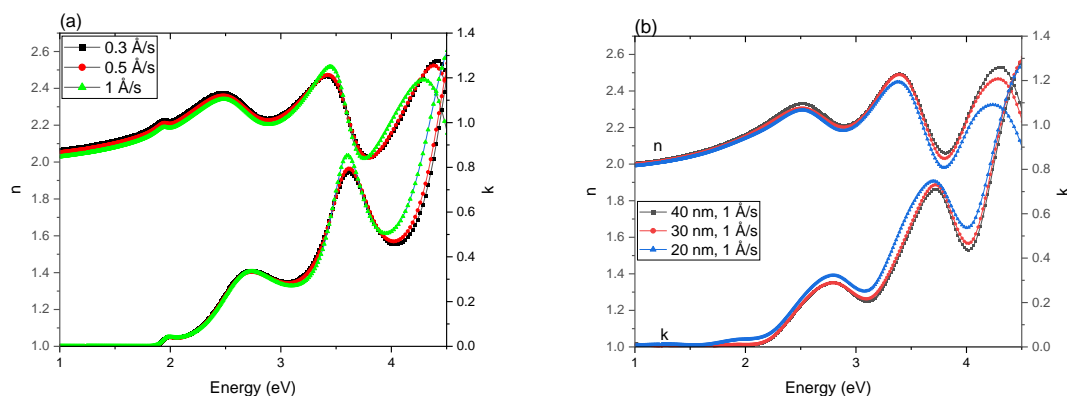 (a)
0.3 Å/s
0.5 Å/s
1 Å/s
2.6
2.4
2.2
2.0
1.8
1.6
1.4
1.2
1.0
n
1.4
1.2
1.0
0.8
0.6
0.4
0.2
0.0
k
1 2 3 4
Energy (eV)
(b)
2.6
2.4
2.2
2.0
1.8
1.6
1.4
1.2
1.0
n
n
40 nm, 1 Å/s
30 nm, 1 Å/s
20 nm, 1 Å/s
k
1.4
1.2
1.0
0.8
0.6
0.4
0.2
0.0
k
1 2 3 4
Energy (eV)